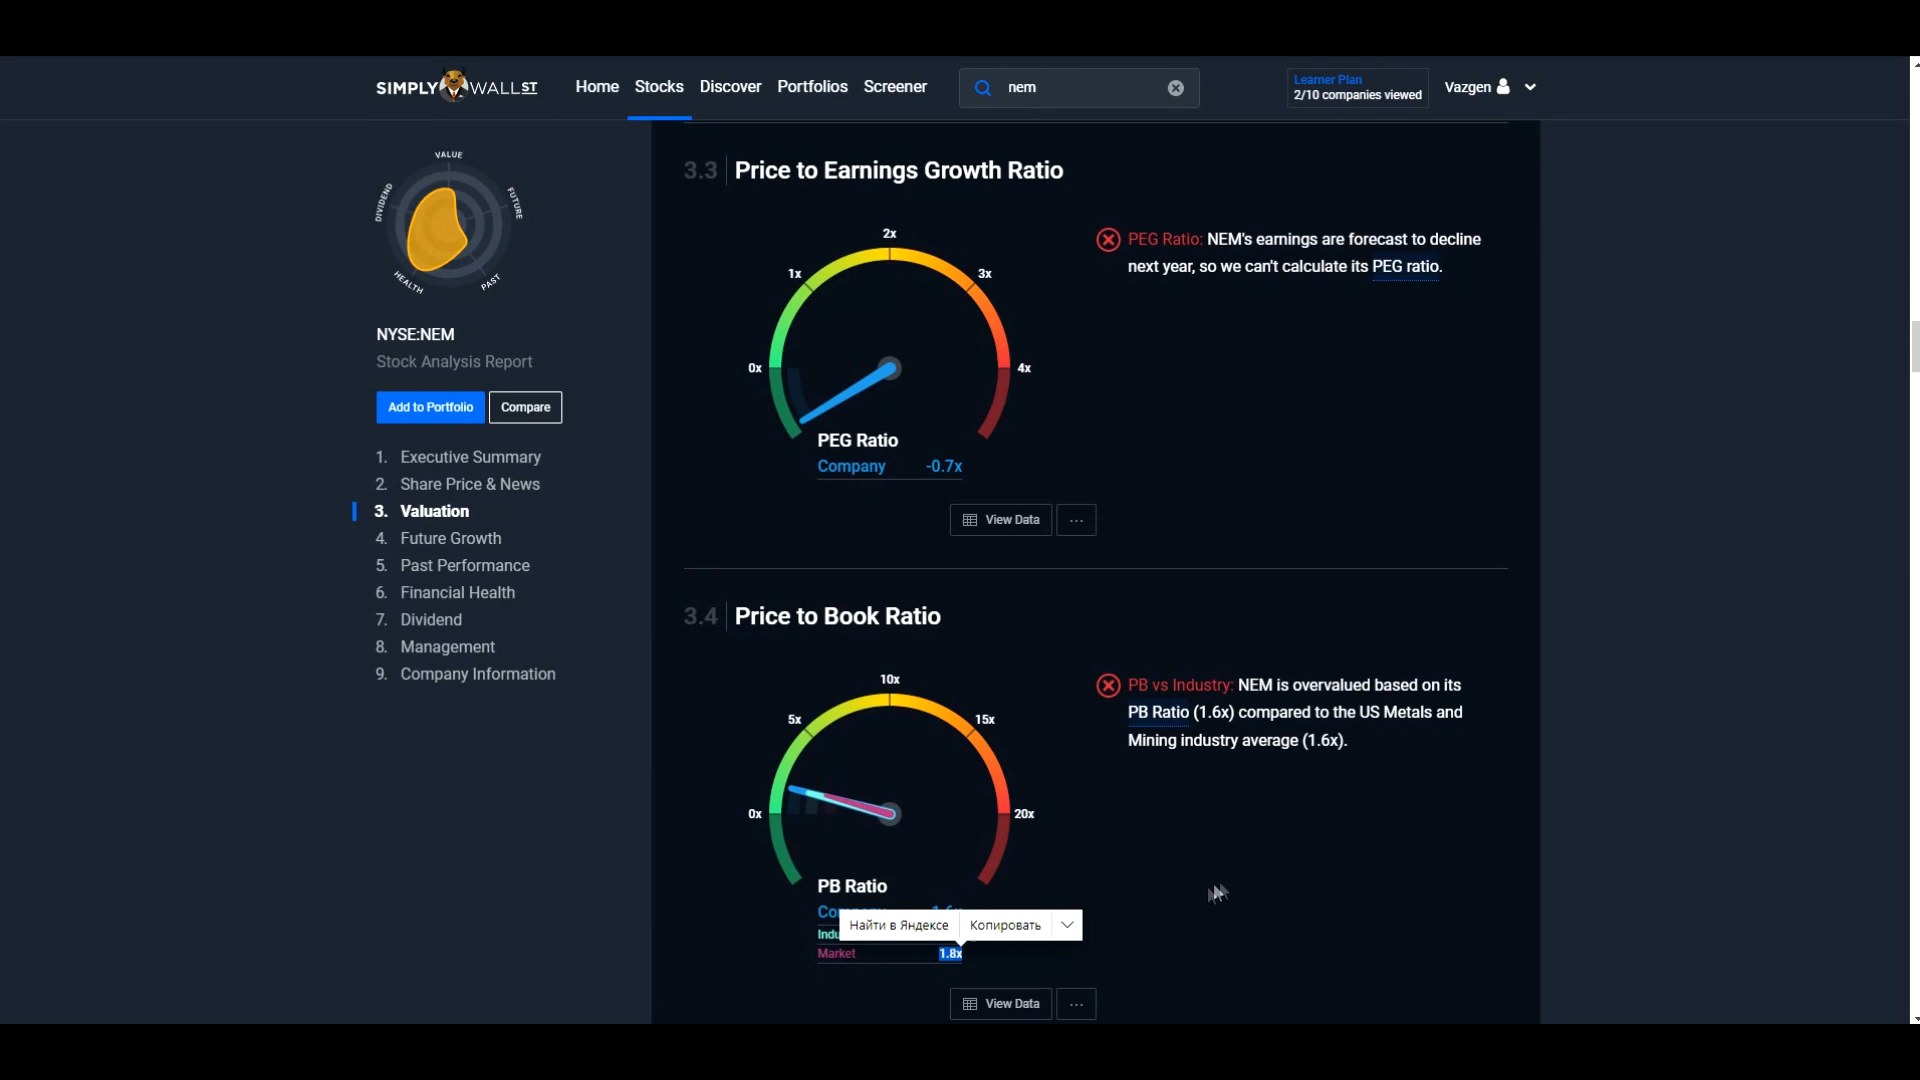 SIMPLY WALLST
Home Stocks Discover Portfolios Screener
nem
Learner Plan
2/10 companies viewed
Vazgen
VALUE
FUTURE
PAST
HEALTH
DIVIDEND
NYSE:NEM
Stock Analysis Report
Add to Portfolio
Compare
1. Executive Summary
2. Share Price & News
3. Valuation
4. Future Growth
5. Past Performance
6. Financial Health
7. Dividend
8. Management
9. Company Information
3.3 Price to Earnings Growth Ratio
0x
1x
2x
3x
4x
PEG Ratio
Company -0.7x
PEG Ratio: NEM's earnings are forecast to decline
next year, so we can't calculate its PEG ratio.
View Data ...
3.4 Price to Book Ratio
0x
5x
10x
15x
20x
PB Ratio
Найти в Яндексе Копировать
Market 1.8x
PB vs Industry: NEM is overvalued based on its
PB Ratio (1.6x) compared to the US Metals and
Mining industry average (1.6x).
View Data ...